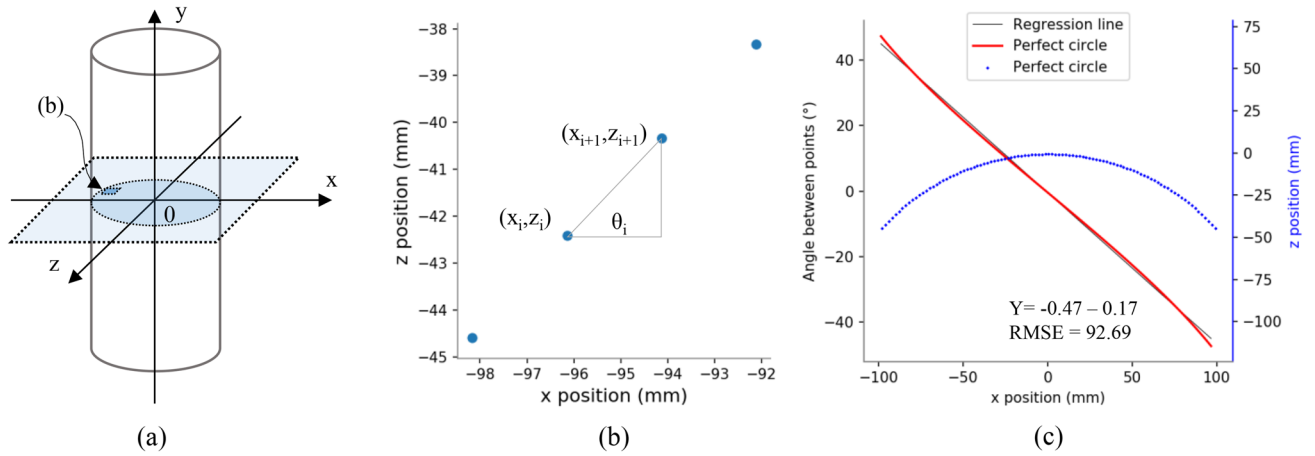 y
(b)
x
0
z
(a)
−38
−39
−40
−41
−42
−43
−44
−45
z position (mm)
(xi+1,zi+1)
(xi,zi)
θi
−98 −97 −96 −95 −94 −93 −92
x position (mm)
(b)
Regression line
Perfect circle
Perfect circle
40
20
0
−20
−40
Angle between points (°)
75
50
25
0
−25
−50
−75
−100
z position (mm)
Y= -0.47 – 0.17
RMSE = 92.69
−100 −50 0 50 100
x position (mm)
(c)